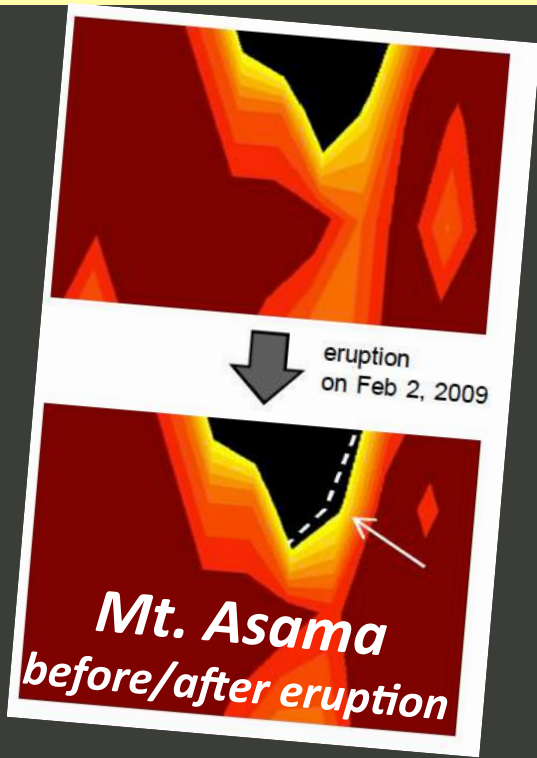 eruption
on Feb 2, 2009
Mt. Asama
before/after eruption